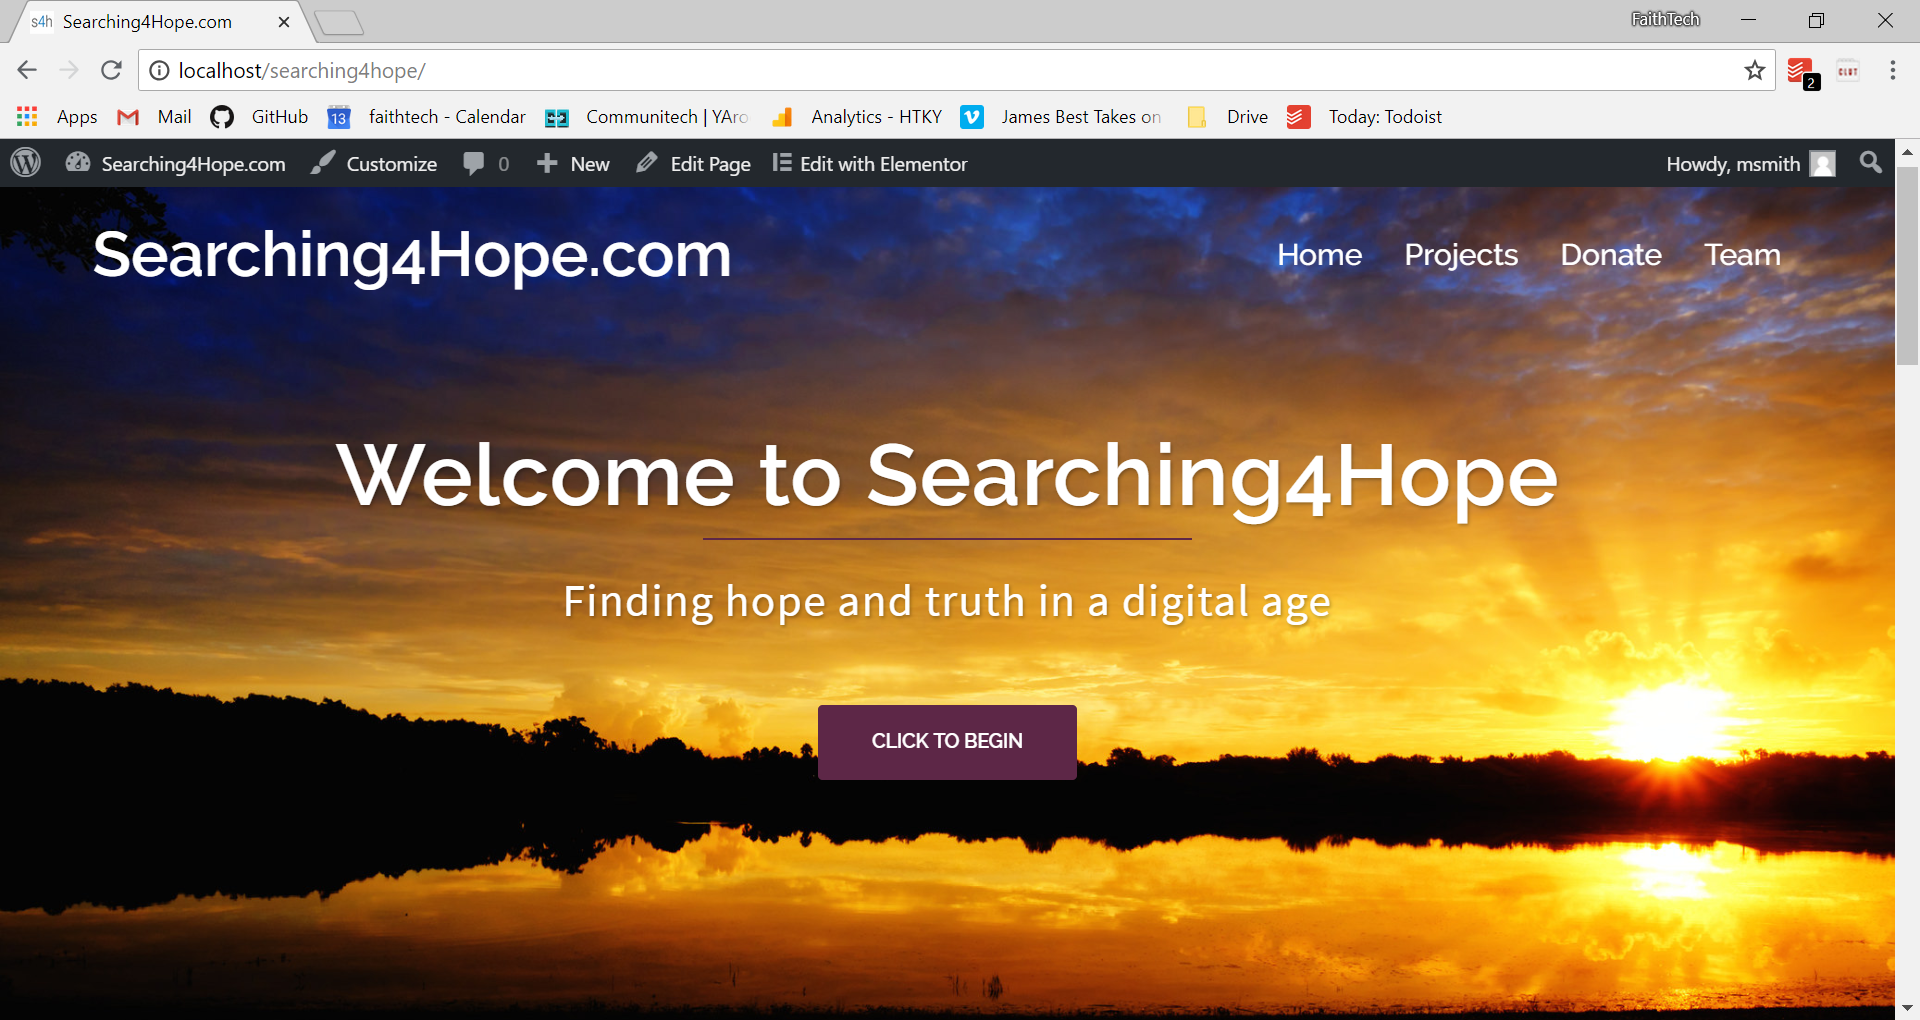 s4h Searching4Hope.com
FaithTech
localhost/searching4hope/
2
CLUT
Apps Mail GitHub 13 faithtech - Calendar Communitech | YAro Analytics - HTKY James Best Takes on Drive Today: Todoist
Searching4Hope.com Customize 0 New Edit Page Edit with Elementor Howdy, msmith
Searching4Hope.com
Home Projects Donate Team
Welcome to Searching4Hope
Finding hope and truth in a digital age
CLICK TO BEGIN